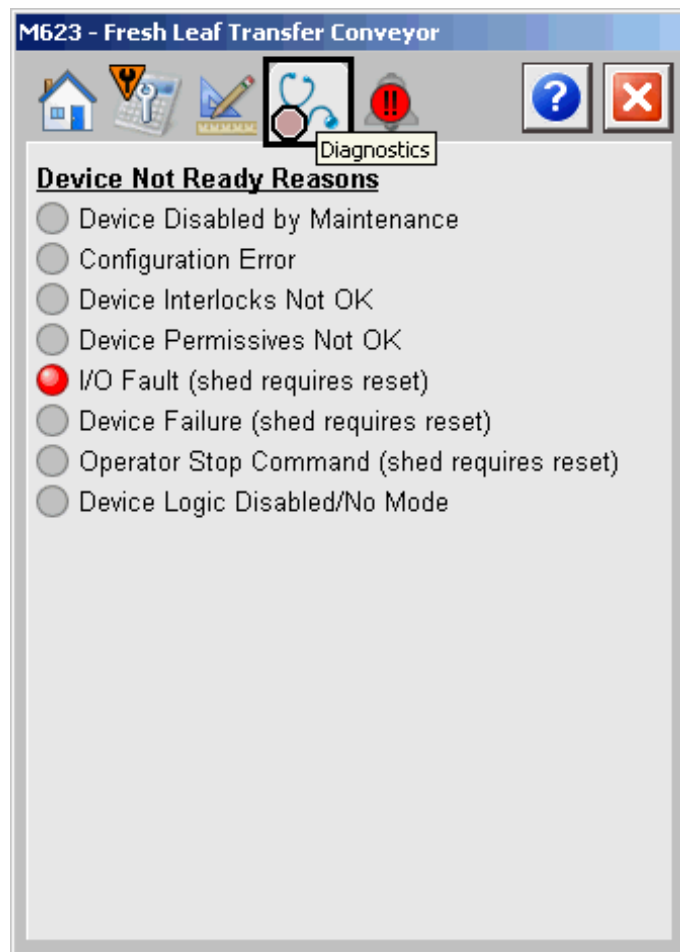 M623 - Fresh Leaf Transfer Conveyor
?
!!
Diagnostics
Device Not Ready Reasons
Device Disabled by Maintenance
Configuration Error
Device Interlocks Not OK
Device Permissives Not OK
I/O Fault (shed requires reset)
Device Failure (shed requires reset)
Operator Stop Command (shed requires reset)
Device Logic Disabled/No Mode